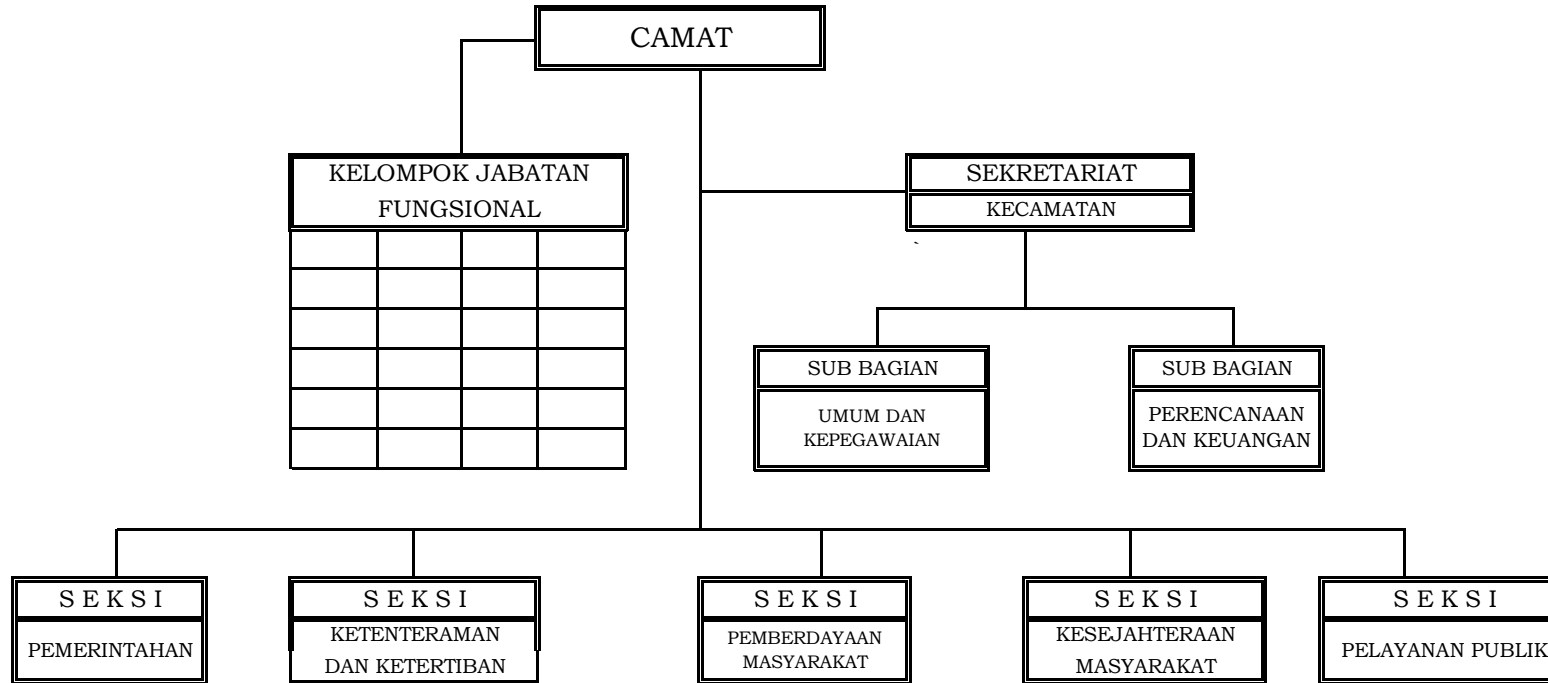 CAMAT
KELOMPOK JABATAN
FUNGSIONAL
SEKRETARIAT
KECAMATAN
`
SUB BAGIAN
UMUM DAN
KEPEGAWAIAN
SUB BAGIAN
PERENCANAAN
DAN KEUANGAN
S E K S I
PEMERINTAHAN
S E K S I
KETENTERAMAN
DAN KETERTIBAN
S E K S I
PEMBERDAYAAN
MASYARAKAT
S E K S I
KESEJAHTERAAN
MASYARAKAT
S E K S I
PELAYANAN PUBLIK